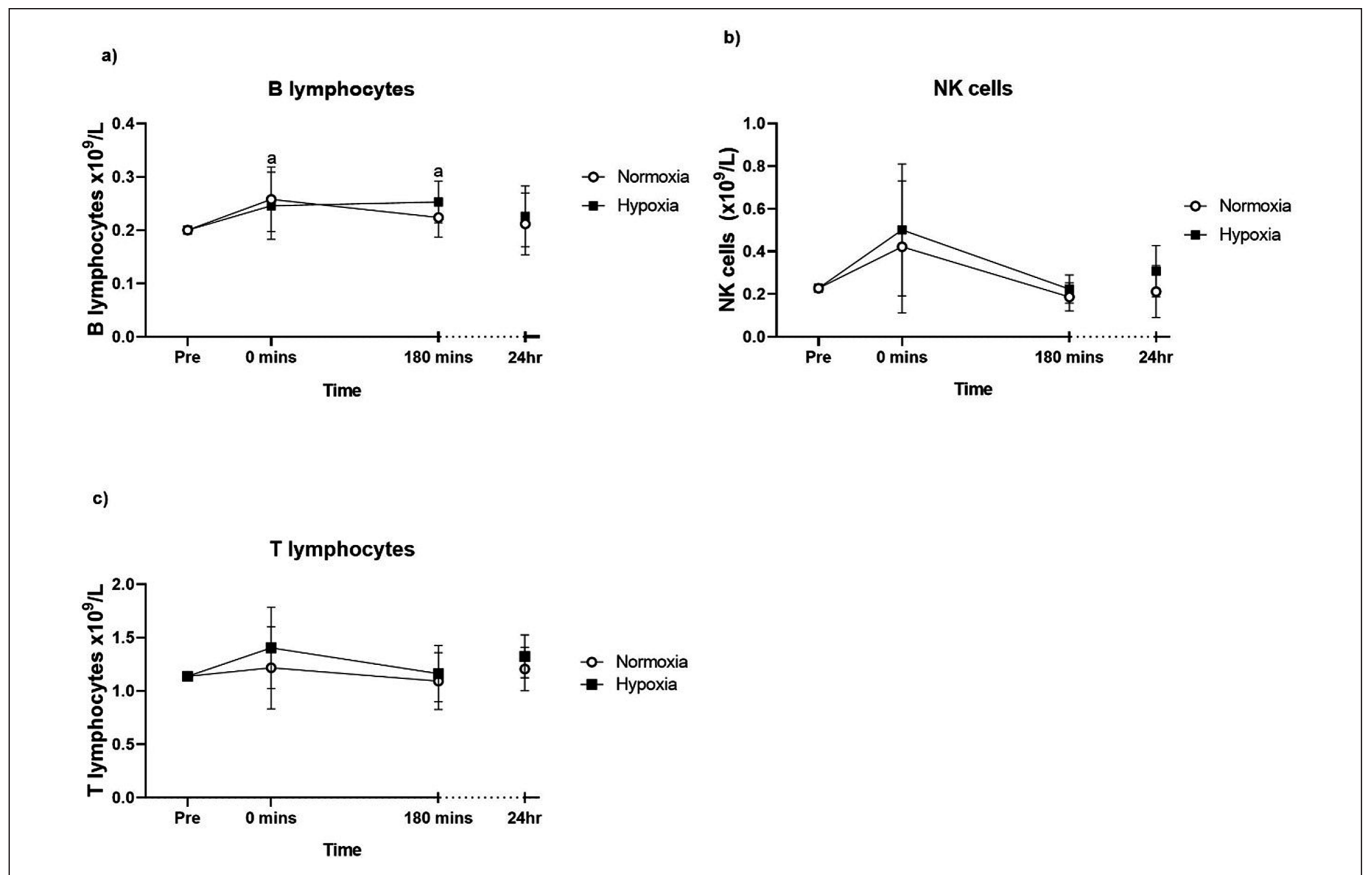 a)
B lymphocytes
B lymphocytes x10⁹/L
0.4
0.3
0.2
0.1
0.0
a
a
Normoxia
Hypoxia
Pre
0 mins
180 mins
24hr
Time
b)
NK cells
NK cells (x10⁹/L)
1.0
0.8
0.6
0.4
0.2
0.0
Normoxia
Hypoxia
Pre
0 mins
180 mins
24hr
Time
c)
T lymphocytes
T lymphocytes x10⁹/L
2.0
1.5
1.0
0.5
0.0
Normoxia
Hypoxia
Pre
0 mins
180 mins
24hr
Time